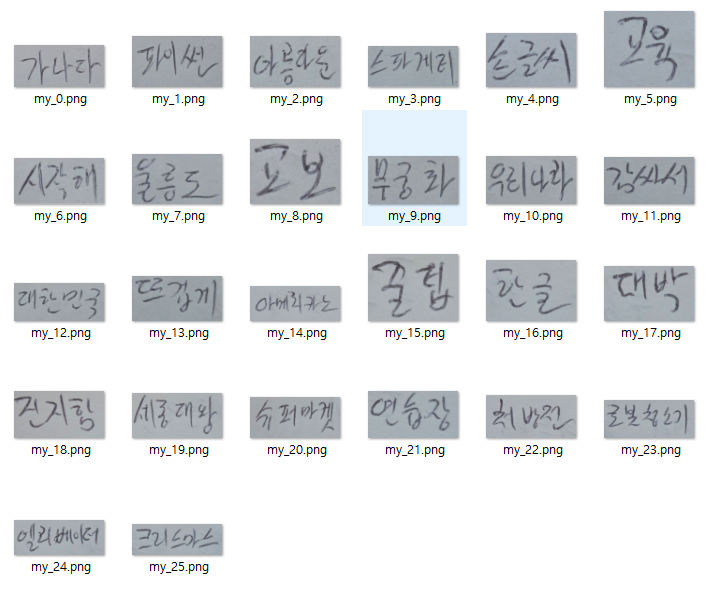 가나다 파이썬 아름다운 스파게티 손글씨 교육
my_0.png my_1.png my_2.png my_3.png my_4.png my_5.png
시작해 울릉도 교보 무궁화 우리나라 감싸서
my_6.png my_7.png my_8.png my_9.png my_10.png my_11.png
대한민국 뜨겁게 아메리카노 꿀팁 한글 대박
my_12.png my_13.png my_14.png my_15.png my_16.png my_17.png
진지함 세종대왕 슈퍼마켓 연습장 처방전 로봇청소기
my_18.png my_19.png my_20.png my_21.png my_22.png my_23.png
엘리베이터 크리스마스
my_24.png my_25.png